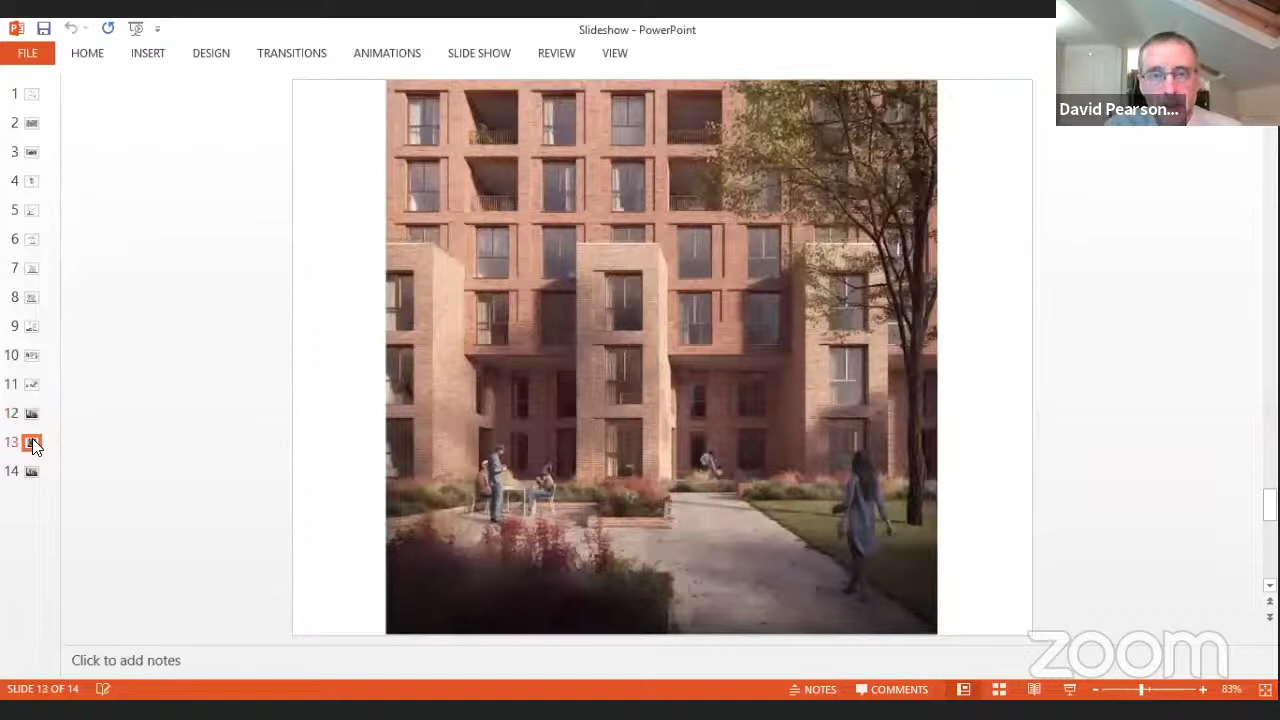 Slideshow - PowerPoint
FILE HOME INSERT DESIGN TRANSITIONS ANIMATIONS SLIDE SHOW REVIEW VIEW
David Pearson...
1
2
3
4
5
6
7
8
9
10
11
12
13
14
Click to add notes
zoom
SLIDE 13 OF 14 NOTES COMMENTS 83%